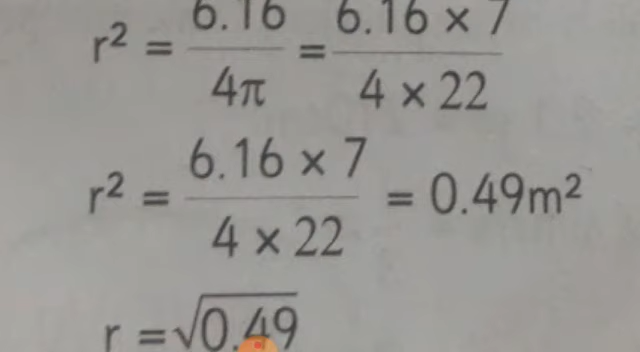 r² = 6.16/4π = 6.16 × 7/4 × 22
r² = 6.16 × 7/4 × 22 = 0.49m²
r = √0.49